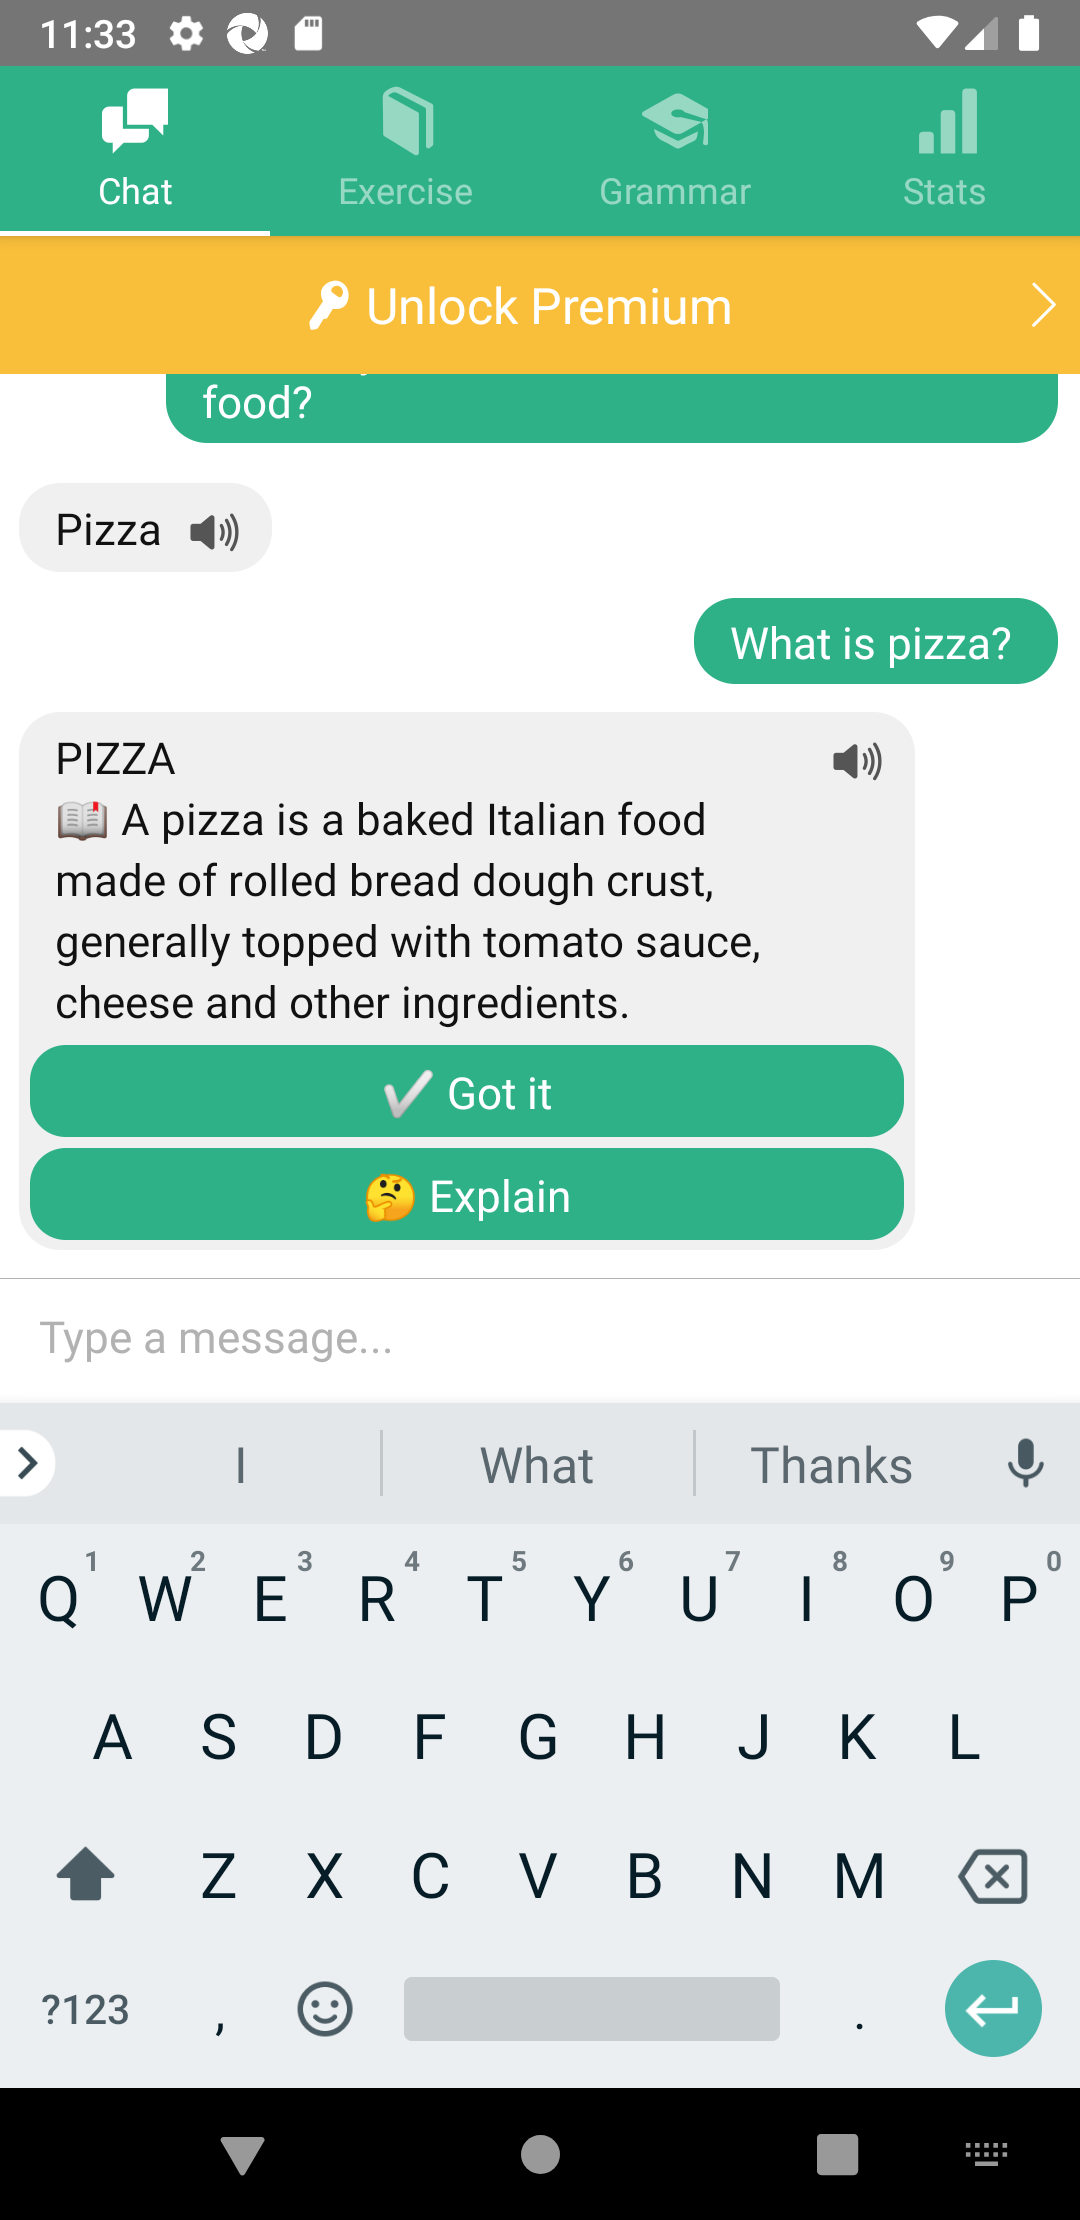 11:33
Chat
Exercise
Grammar
Stats
Unlock Premium
food?
Pizza
What is pizza?
PIZZA
📖 A pizza is a baked Italian food
made of rolled bread dough crust,
generally topped with tomato sauce,
cheese and other ingredients.
✔️ Got it
🤔 Explain
Type a message...
I What Thanks
Q 1 W 2 E 3 R 4 T 5 Y 6 U 7 I 8 O 9 P 0
A S D F G H J K L
Z X C V B N M
?123 , .